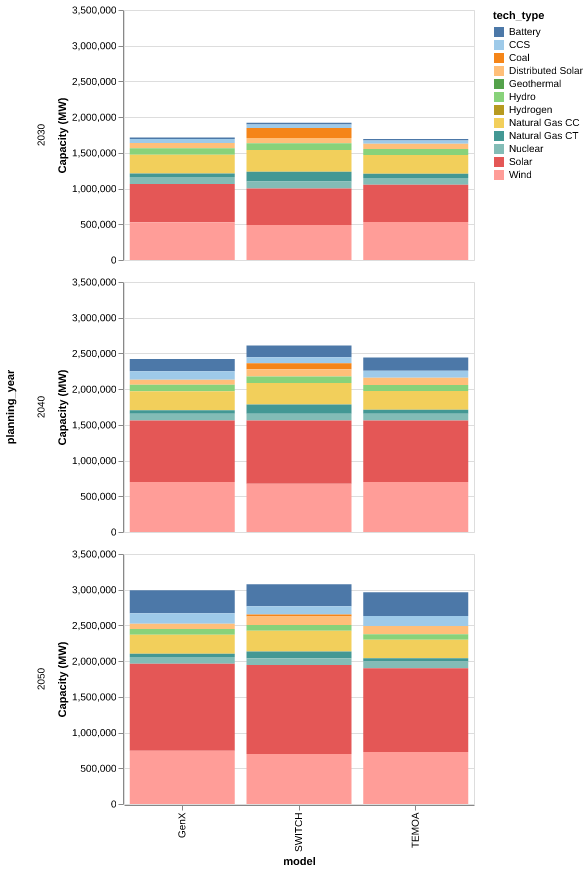 tech_type
Battery
CCS
Coal
Distributed Solar
Geothermal
Hydro
Hydrogen
Natural Gas CC
Natural Gas CT
Nuclear
Solar
Wind
planning_year
2030
Capacity (MW)
3,500,000
3,000,000
2,500,000
2,000,000
1,500,000
1,000,000
500,000
0
2040
Capacity (MW)
3,500,000
3,000,000
2,500,000
2,000,000
1,500,000
1,000,000
500,000
0
2050
Capacity (MW)
3,500,000
3,000,000
2,500,000
2,000,000
1,500,000
1,000,000
500,000
0
GenX
SWITCH
TEMOA
model